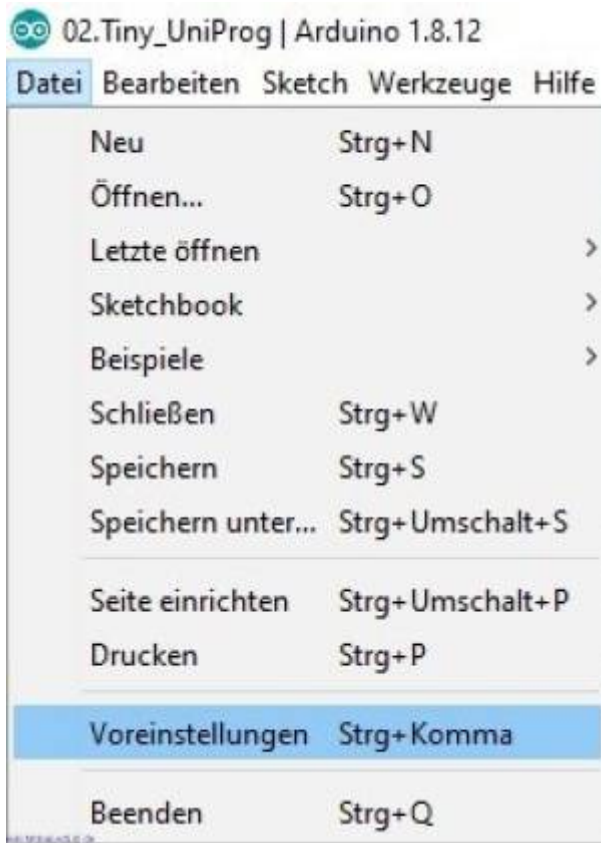 02.Tiny_UniProg | Arduino 1.8.12
Datei Bearbeiten Sketch Werkzeuge Hilfe
Neu Strg+N
Öffnen... Strg+O
Letzte öffnen >
Sketchbook >
Beispiele >
Schließen Strg+W
Speichern Strg+S
Speichern unter... Strg+Umschalt+S
Seite einrichten Strg+Umschalt+P
Drucken Strg+P
Voreinstellungen Strg+Komma
Beenden Strg+Q